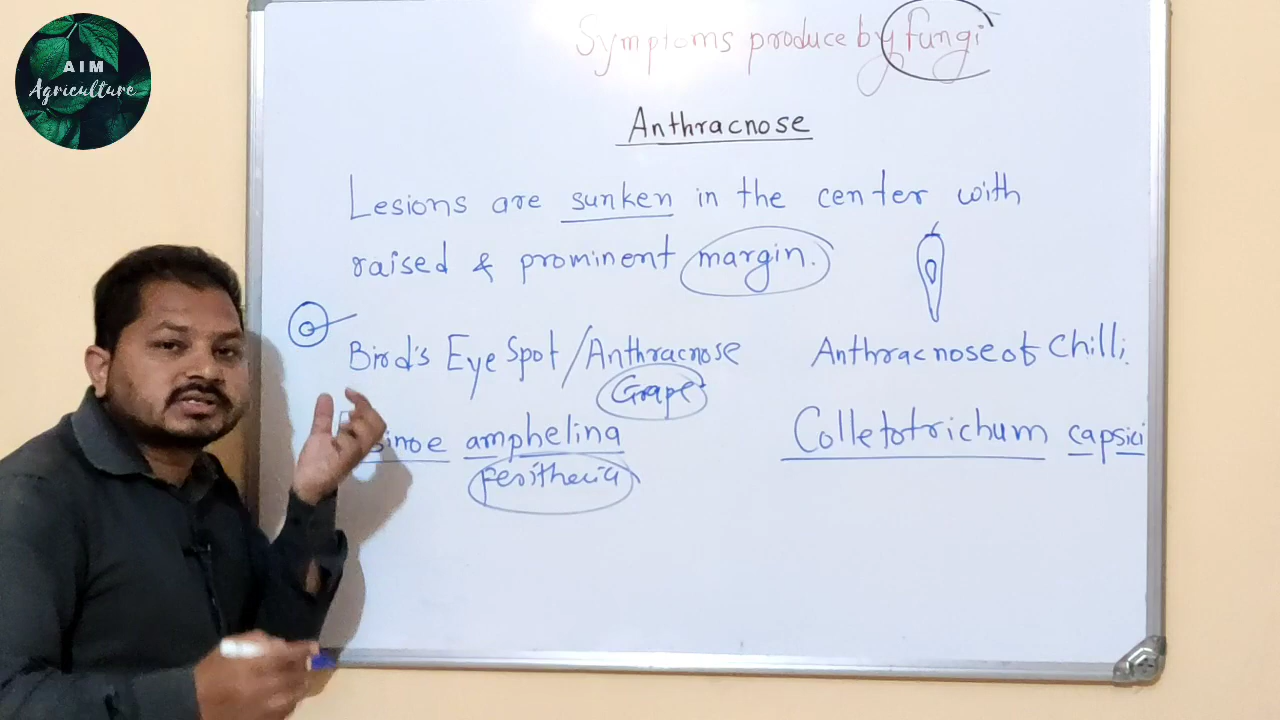 AIM
Agriculture
Symptoms produce by fungi
Anthracnose
Lesions are sunken in the center with
raised & prominent margin.
Bird's Eye Spot/Anthracnose
Grape
amphelina
Perithecia
Anthracnose of Chilli.
Colletotrichum capsici